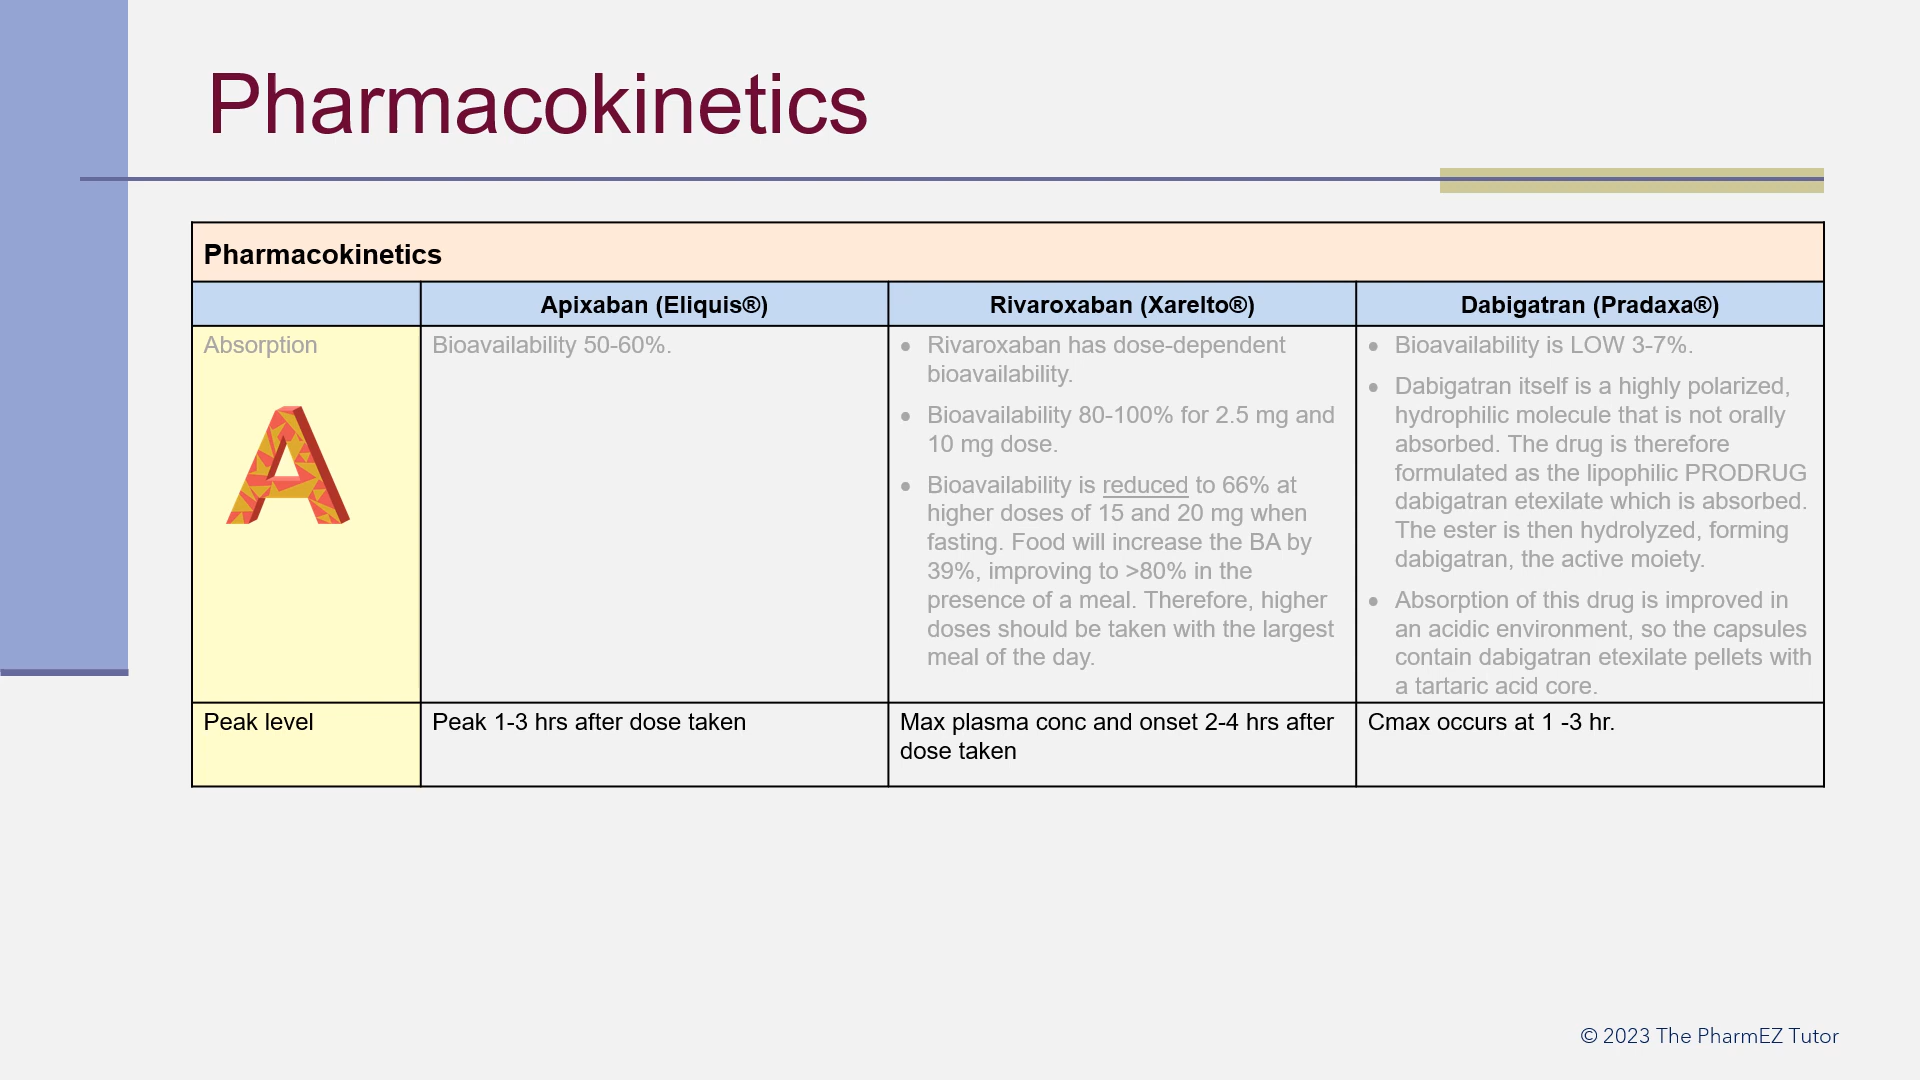 Pharmacokinetics
Pharmacokinetics
Apixaban (Eliquis®)
Rivaroxaban (Xarelto®)
Dabigatran (Pradaxa®)
Absorption
A
Bioavailability 50-60%.
• Rivaroxaban has dose-dependent
bioavailability.
• Bioavailability 80-100% for 2.5 mg and
10 mg dose.
• Bioavailability is reduced to 66% at
higher doses of 15 and 20 mg when
fasting. Food will increase the BA by
39%, improving to >80% in the
presence of a meal. Therefore, higher
doses should be taken with the largest
meal of the day.
• Bioavailability is LOW 3-7%.
• Dabigatran itself is a highly polarized,
hydrophilic molecule that is not orally
absorbed. The drug is therefore
formulated as the lipophilic PRODRUG
dabigatran etexilate which is absorbed.
The ester is then hydrolyzed, forming
dabigatran, the active moiety.
• Absorption of this drug is improved in
an acidic environment, so the capsules
contain dabigatran etexilate pellets with
a tartaric acid core.
Peak level
Peak 1-3 hrs after dose taken
Max plasma conc and onset 2-4 hrs after
dose taken
Cmax occurs at 1 -3 hr.
© 2023 The PharmEZ Tutor